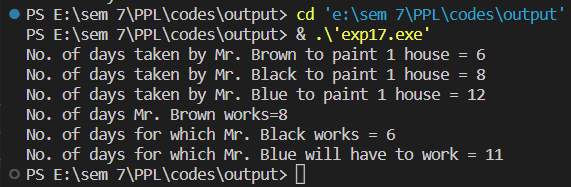 PS E:\sem 7\PPL\codes\output> cd 'e:\sem 7\PPL\codes\output'
PS E:\sem 7\PPL\codes\output> & .\'exp17.exe'
No. of days taken by Mr. Brown to paint 1 house = 6
No. of days taken by Mr. Black to paint 1 house = 8
No. of days taken by Mr. Blue to paint 1 house = 12
No. of days Mr. Brown works=8
No. of days for which Mr. Black works = 6
No. of days for which Mr. Blue will have to work = 11
PS E:\sem 7\PPL\codes\output>